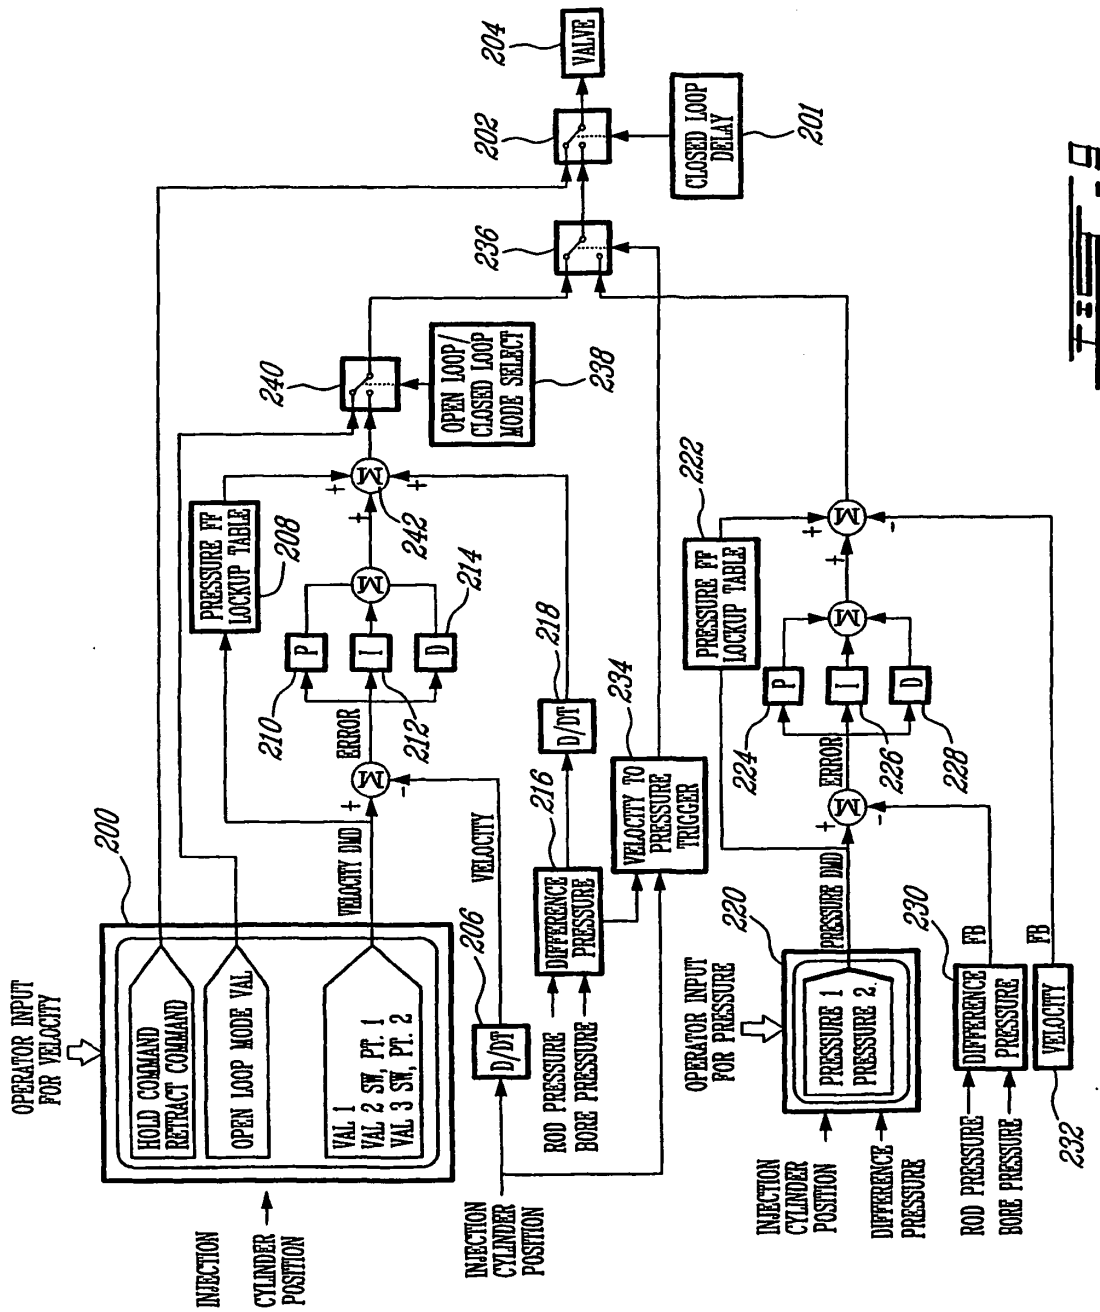 OPERATOR INPUT
FOR VELOCITY
200
HOLD COMMAND
RETRACT COMMAND
OPEN LOOP MODE VAL
VAL 1
VAL 2 SW, PT. 1
VAL 3 SW, PT. 2
INJECTION
CYLINDER
POSITION
VELOCITY DMD
+
-
M
ERROR
210
P
212
I
214
D
M
PRESSURE FF
LOCKUP TABLE
208
+
+
+
M
242
240
OPEN LOOP/
CLOSED LOOP
MODE SELECT
238
236
202
204
VALVE
CLOSED LOOP
DELAY
201
INJECTION
CYLINDER
POSITION
206
D/DT
VELOCITY
ROD PRESSURE
BORE PRESSURE
216
DIFFERENCE
PRESSURE
218
D/DT
234
VELOCITY TO
PRESSURE
TRIGGER
OPERATOR INPUT
FOR PRESSURE
220
PRESSURE 1
PRESSURE 2.
INJECTION
CYLINDER
POSITION
DIFFERENCE
PRESSURE
PRESSURE DMD
+
-
M
ERROR
224
P
226
I
228
D
M
222
PRESSURE FF
LOCKUP TABLE
+
+
-
M
ROD PRESSURE
BORE PRESSURE
230
DIFFERENCE
PRESSURE
FB
232
VELOCITY
FB